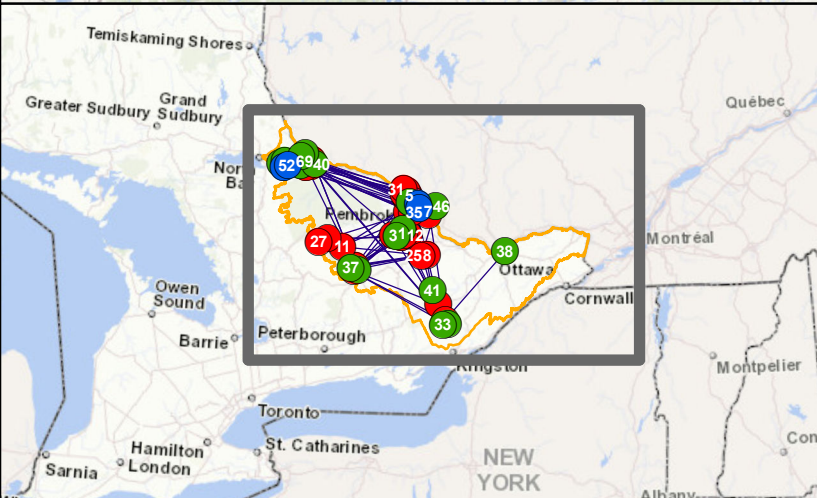 Temiskaming Shores
Grand
Greater Sudbury Sudbury
Québec
North
Ba
52
69
40
31
5
46
357
Pembrok
31
12
27
11
258
38
37
Montréal
Ottawa
41
Owen
Sound
Cornwall
33
Barrie
Peterborough
Kingston
Montpelier
Toronto
Hamilton
St. Catharines
London
Sarnia
NEW
YORK
Con
Albany